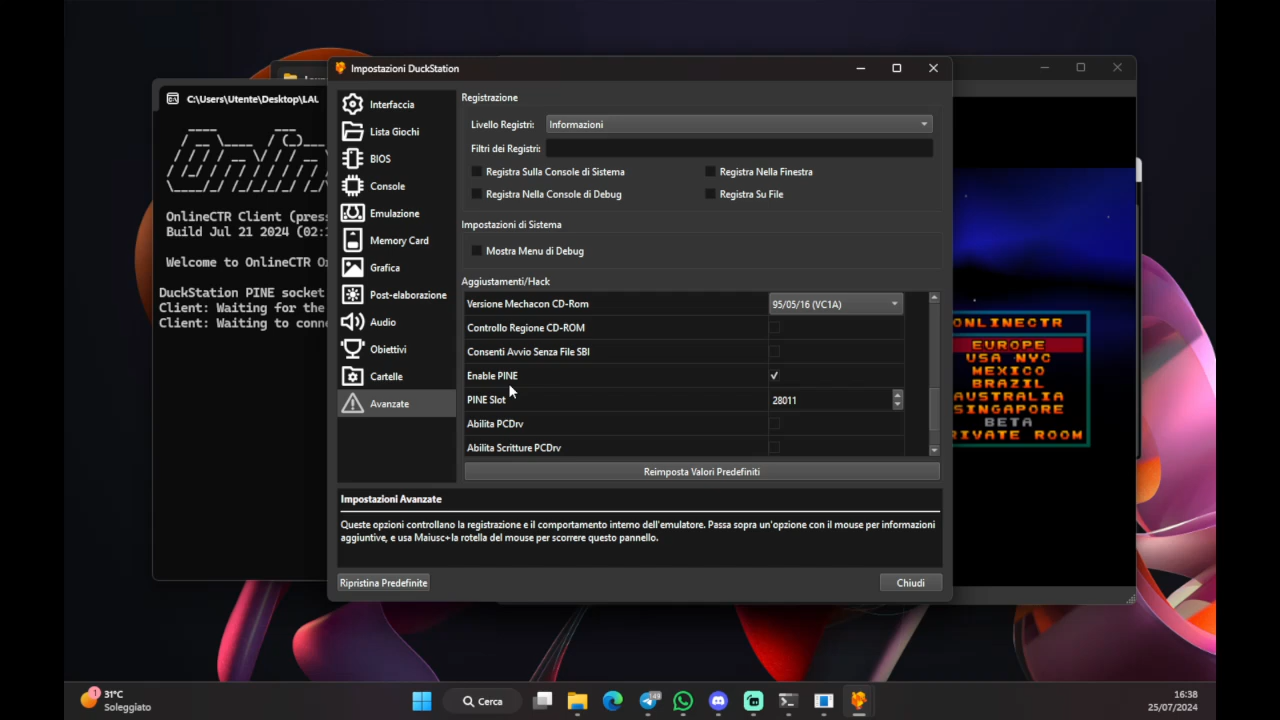 Impostazioni DuckStation
C:\Users\Utente\Desktop\LAU
OnlineCTR Client (press
Build Jul 21 2024 (02:
Welcome to OnlineCTR
DuckStation PINE socket
Client: Waiting for the
Client: Waiting to conne
Interfaccia
Lista Giochi
BIOS
Console
Emulazione
Memory Card
Grafica
Post-elaborazione
Audio
Obiettivi
Cartelle
Avanzate
Registrazione
Livello Registri: Informazioni
Filtri dei Registri:
Registra Sulla Console di Sistema Registra Nella Finestra
Registra Nella Console di Debug Registra Su File
Impostazioni di Sistema
Mostra Menu di Debug
Aggiustamenti/Hack
Versione Mechacon CD-Rom 95/05/16 (VC1A)
Controllo Regione CD-ROM
Consenti Avvio Senza File SBI
Enable PINE
PINE Slot 28011
Abilita PCDrv
Abilita Scritture PCDrv
Reimposta Valori Predefiniti
Impostazioni Avanzate
Queste opzioni controllano la registrazione e il comportamento interno dell'emulatore. Passa sopra un'opzione con il mouse per informazioni
aggiuntive, e usa Maiusc+la rotella del mouse per scorrere questo pannello.
Ripristina Predefinite Chiudi
ONLINECTR
EUROPE
USA NYC
MEXICO
BRAZIL
AUSTRALIA
SINGAPORE
BETA
RIVATE ROOM
1
31°C
Soleggiato
Cerca
49
16:38
25/07/2024